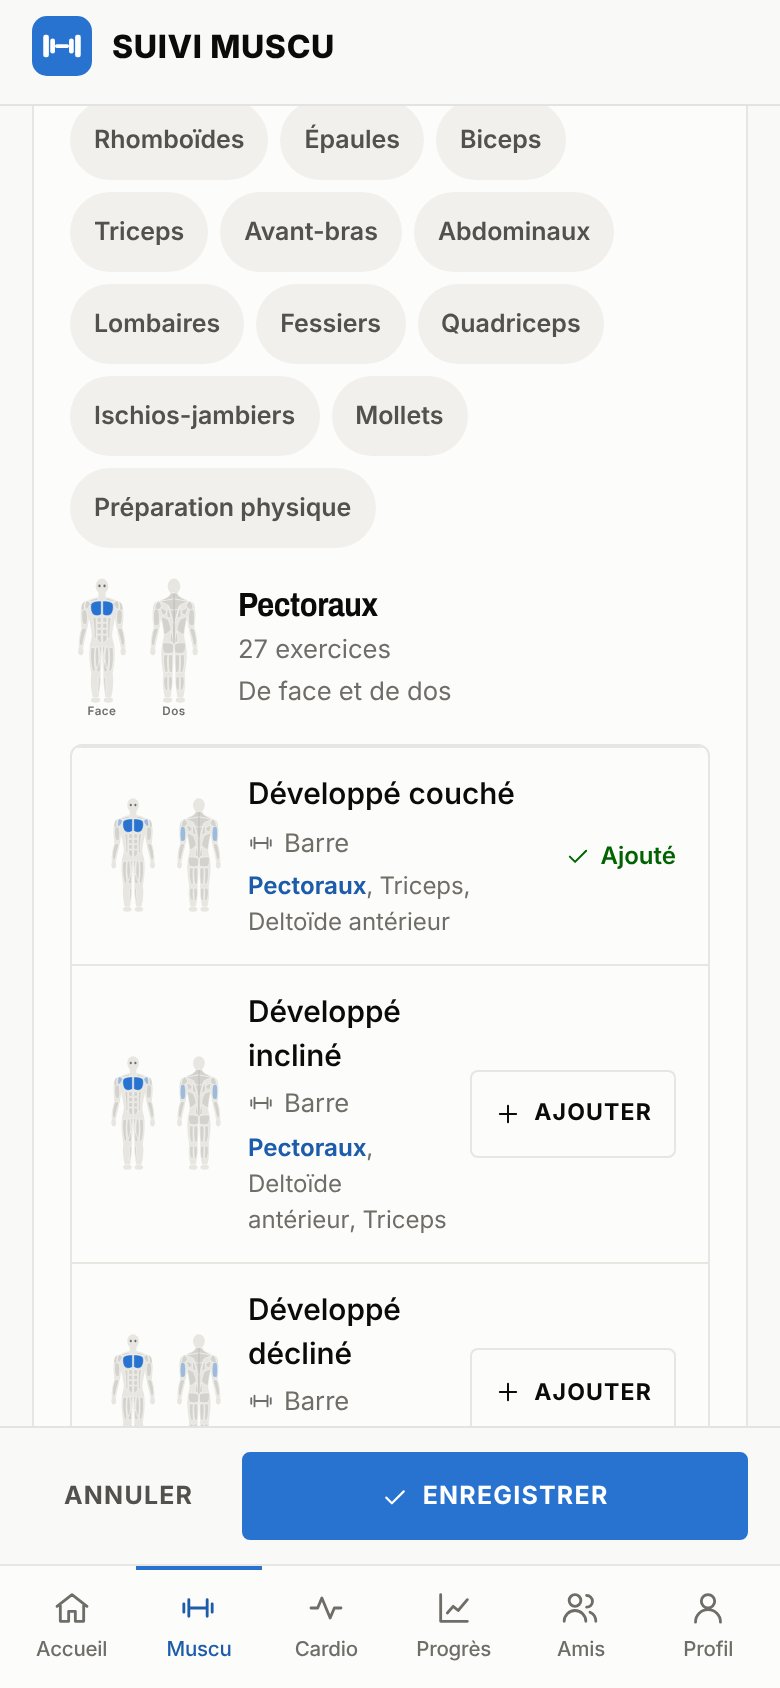 SUIVI MUSCU
Rhomboïdes
Épaules
Biceps
Triceps
Avant-bras
Abdominaux
Lombaires
Fessiers
Quadriceps
Ischios-jambiers
Mollets
Préparation physique
Pectoraux
27 exercices
De face et de dos
Face
Dos
Développé couché
Barre
Pectoraux, Triceps,
Deltoïde antérieur
Ajouté
Développé
incliné
Barre
Pectoraux,
Deltoïde
antérieur, Triceps
AJOUTER
Développé
décliné
Barre
AJOUTER
ANNULER
ENREGISTRER
Accueil
Muscu
Cardio
Progrès
Amis
Profil